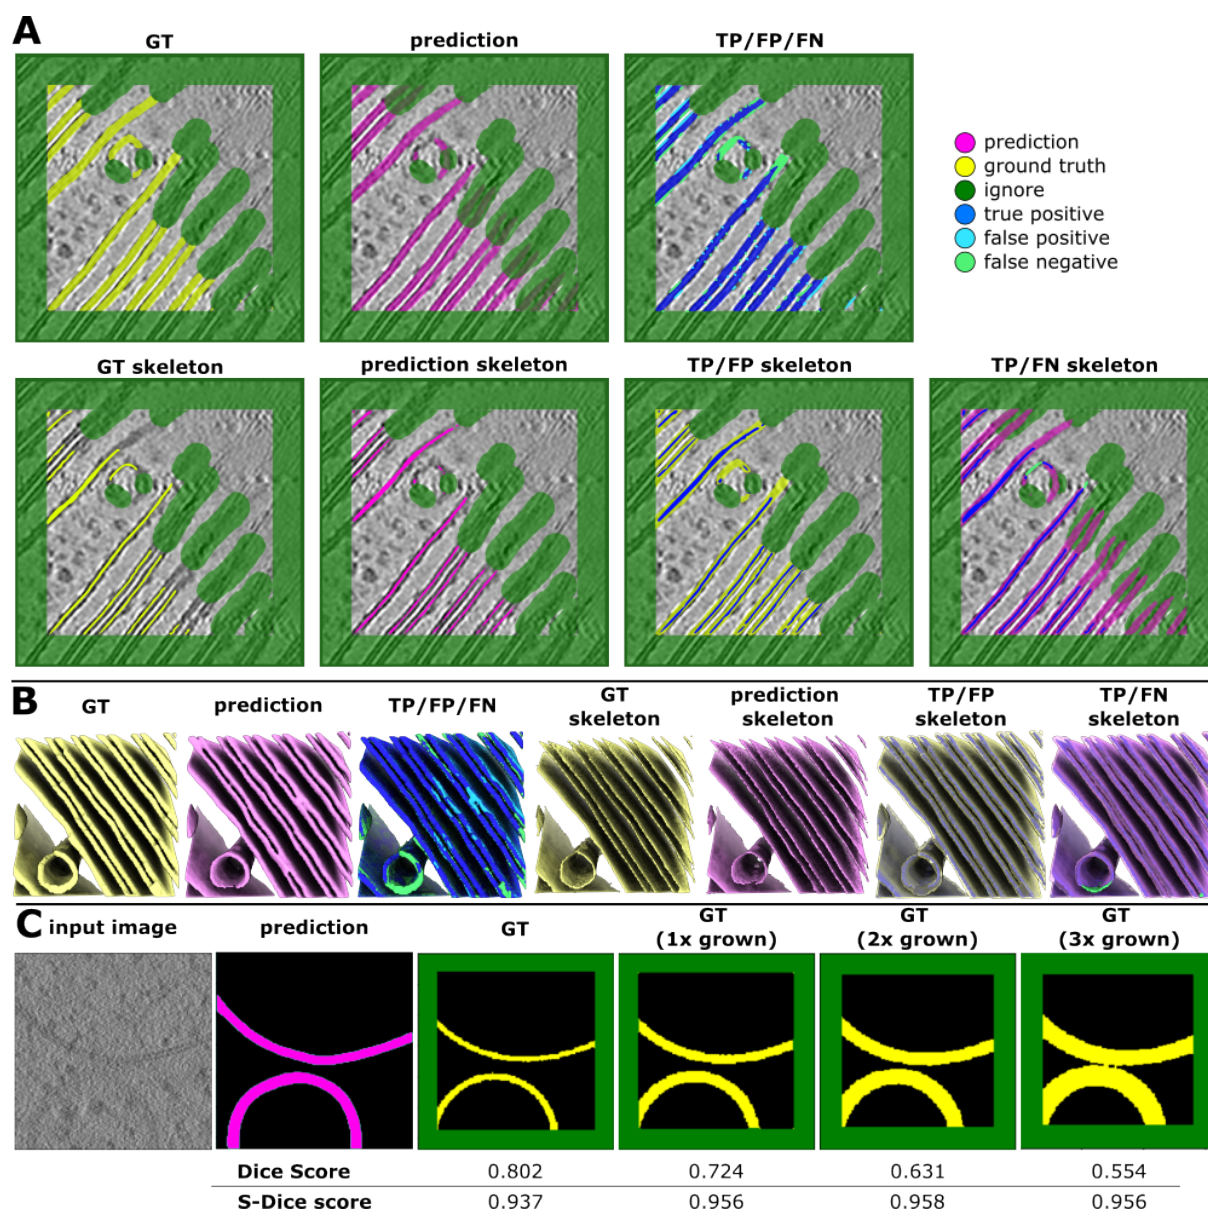 A
GT
prediction
TP/FP/FN
prediction
ground truth
ignore
true positive
false positive
false negative
GT skeleton
prediction skeleton
TP/FP skeleton
TP/FN skeleton
B
GT
prediction
TP/FP/FN
GT
skeleton
prediction
skeleton
TP/FP
skeleton
TP/FN
skeleton
C
input image
prediction
GT
GT
(1x grown)
GT
(2x grown)
GT
(3x grown)
Dice Score 0.802 0.724 0.631 0.554
S-Dice score 0.937 0.956 0.958 0.956